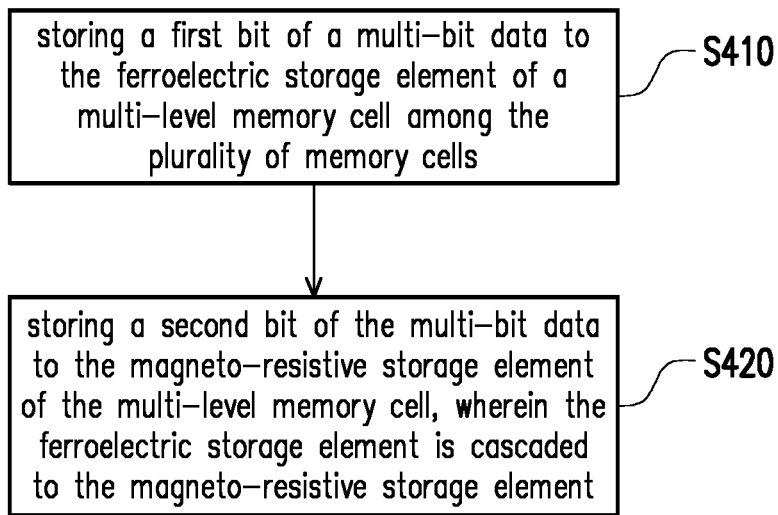 storing a first bit of a multi-bit data to
the ferroelectric storage element of a
multi-level memory cell among the
plurality of memory cells
S410
storing a second bit of the multi-bit data
to the magneto-resistive storage element
of the multi-level memory cell, wherein the
ferroelectric storage element is cascaded
to the magneto-resistive storage element
S420